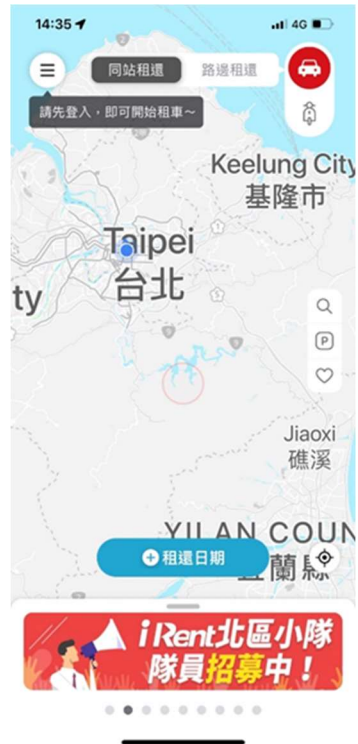 14:35
4G
同站租還
路邊租還
請先登入，即可開始租車～
Keelung City
基隆市
Taipei
台北
ty
P
Jiaoxi
礁溪
YILAN COUN
宜蘭縣
租還日期
iRent北區小隊
隊員招募中！